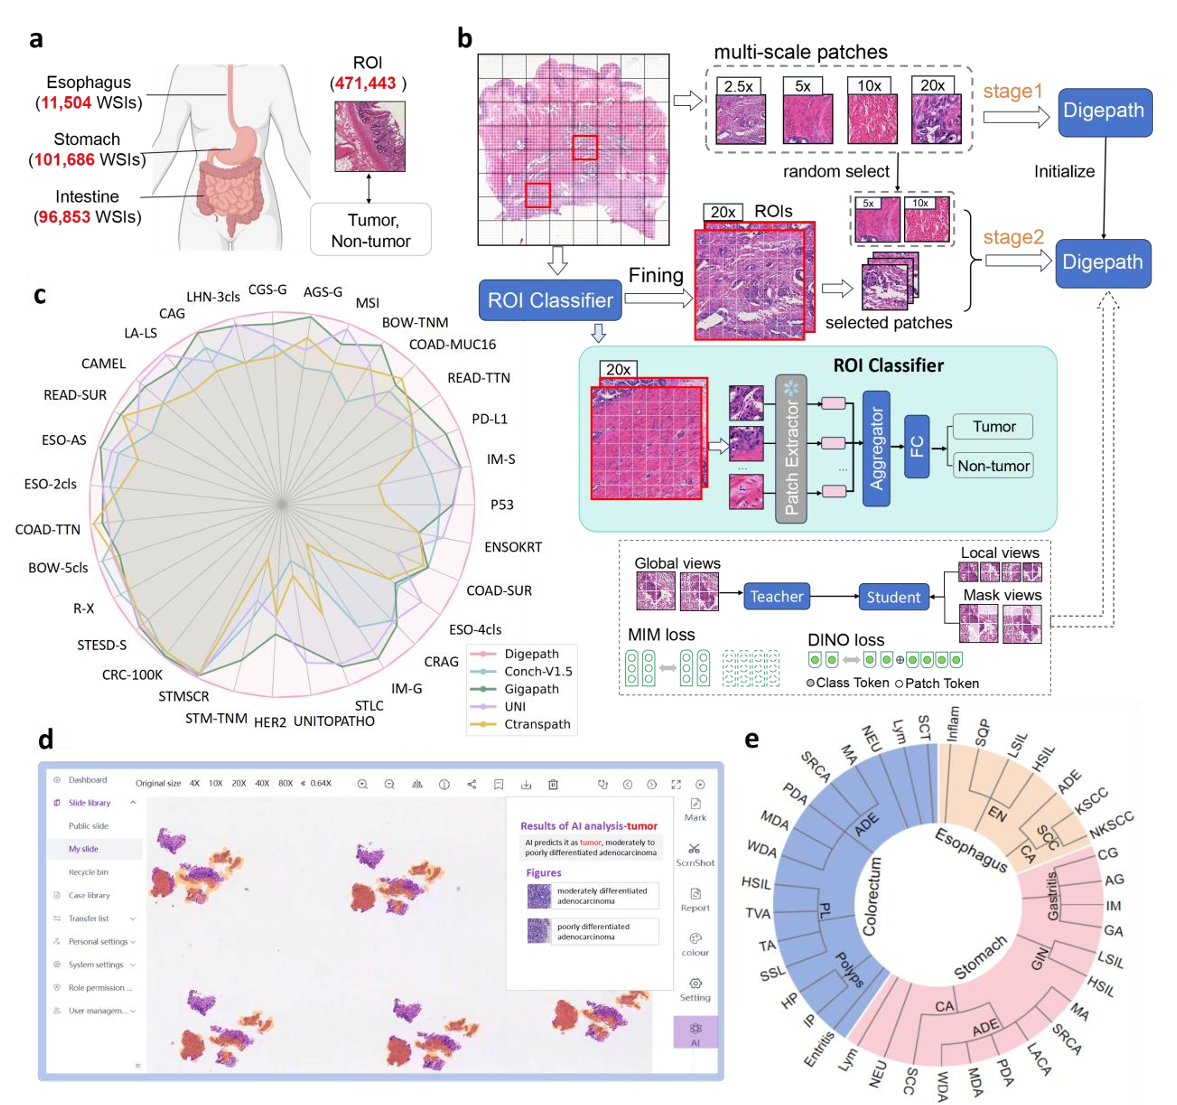 a
Esophagus
(11,504 WSIs)
Stomach
(101,686 WSIs)
Intestine
(96,853 WSIs)
ROI
(471,443 )
Tumor,
Non-tumor
b
multi-scale patches
2.5x
5x
10x
20x
stage1
Digepath
random select
Initialize
5x
10x
20x
ROIs
stage2
Digepath
ROI Classifier
Fining
selected patches
ROI Classifier
20x
...
Patch Extractor
...
Aggregator
FC
Tumor
Non-tumor
Global views
Teacher
Student
Local views
Mask views
MIM loss
DINO loss
Class Token
Patch Token
c
CGS-G
AGS-G
MSI
BOW-TNM
COAD-MUC16
READ-TTN
PD-L1
IM-S
P53
ENSOKRT
COAD-SUR
ESO-4cls
CRAG
IM-G
STLC
UNITOPATHO
HER2
STM-TNM
STMSCR
CRC-100K
STESD-S
R-X
BOW-5cls
COAD-TTN
ESO-2cls
ESO-AS
READ-SUR
CAMEL
LA-LS
CAG
LHN-3cls
Digepath
Conch-V1.5
Gigapath
UNI
Ctranspath
d
Dashboard
Slide library
Public slide
My slide
Recycle bin
Case library
Transfer list
Personal settings
System settings
Role permission ...
User managem...
Original size 4X 10X 20X 40X 80X « 0.64X
Results of AI analysis-tumor
AI predicts it as tumor, moderately to
poorly differentiated adenocarcinoma
Figures
moderately differentiated
adenocarcinoma
poorly differentiated
adenocarcinoma
Mark
ScrnShot
Report
colour
Setting
AI
e
Inflam
SQP
LSIL
HSIL
EN
ADE
KSCC
NKSCC
SCC
CA
Esophagus
CG
AG
IM
GA
Gastritis
LSIL
HSIL
GIN
MA
SRCA
LACA
PDA
MDA
WDA
ADE
SCC
CA
NEU
Lym
Stomach
Entritis
IP
HP
Polyps
SSL
TA
TVA
HSIL
PL
WDA
MDA
PDA
SRCA
MA
ADE
NEU
Lym
SCT
Colorectum